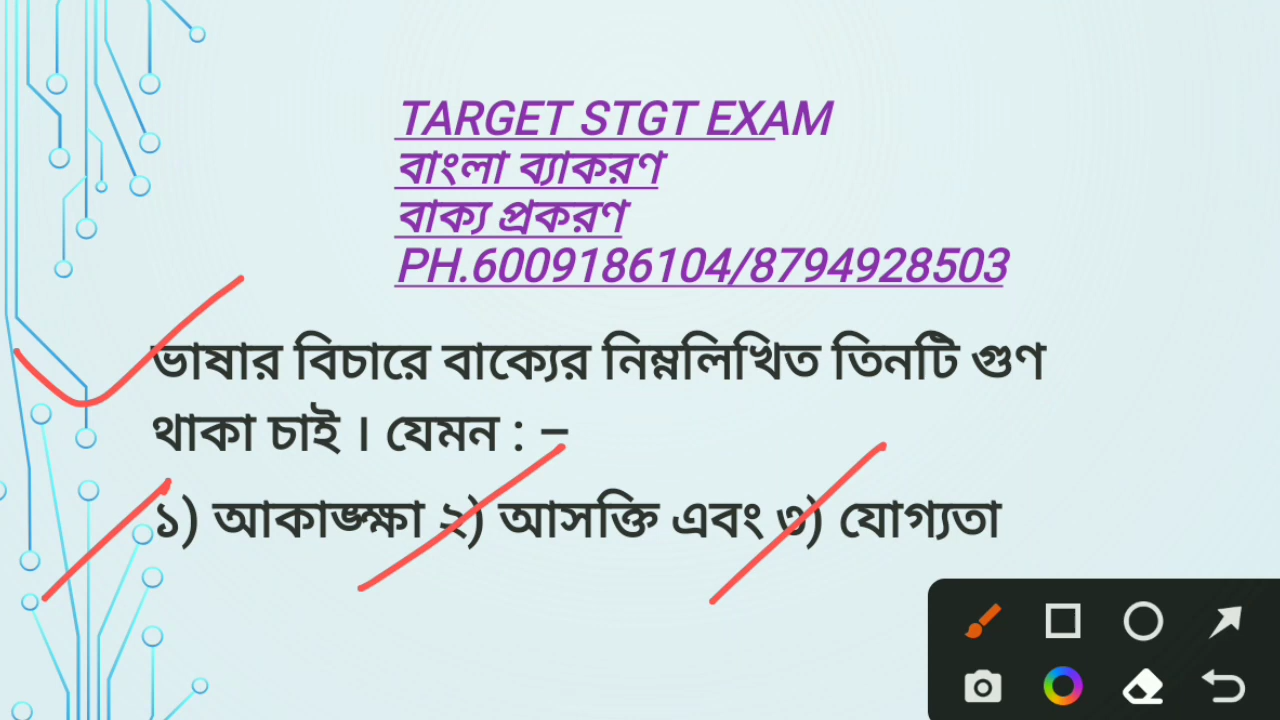 TARGET STGT EXAM
বাংলা ব্যাকরণ
বাক্য প্রকরণ
PH.6009186104/8794928503
ভাষার বিচারে বাক্যের নিম্নলিখিত তিনটি গুণ
থাকা চাই । যেমন : –
১) আকাঙ্ক্ষা ২) আসক্তি এবং ৩) যোগ্যতা